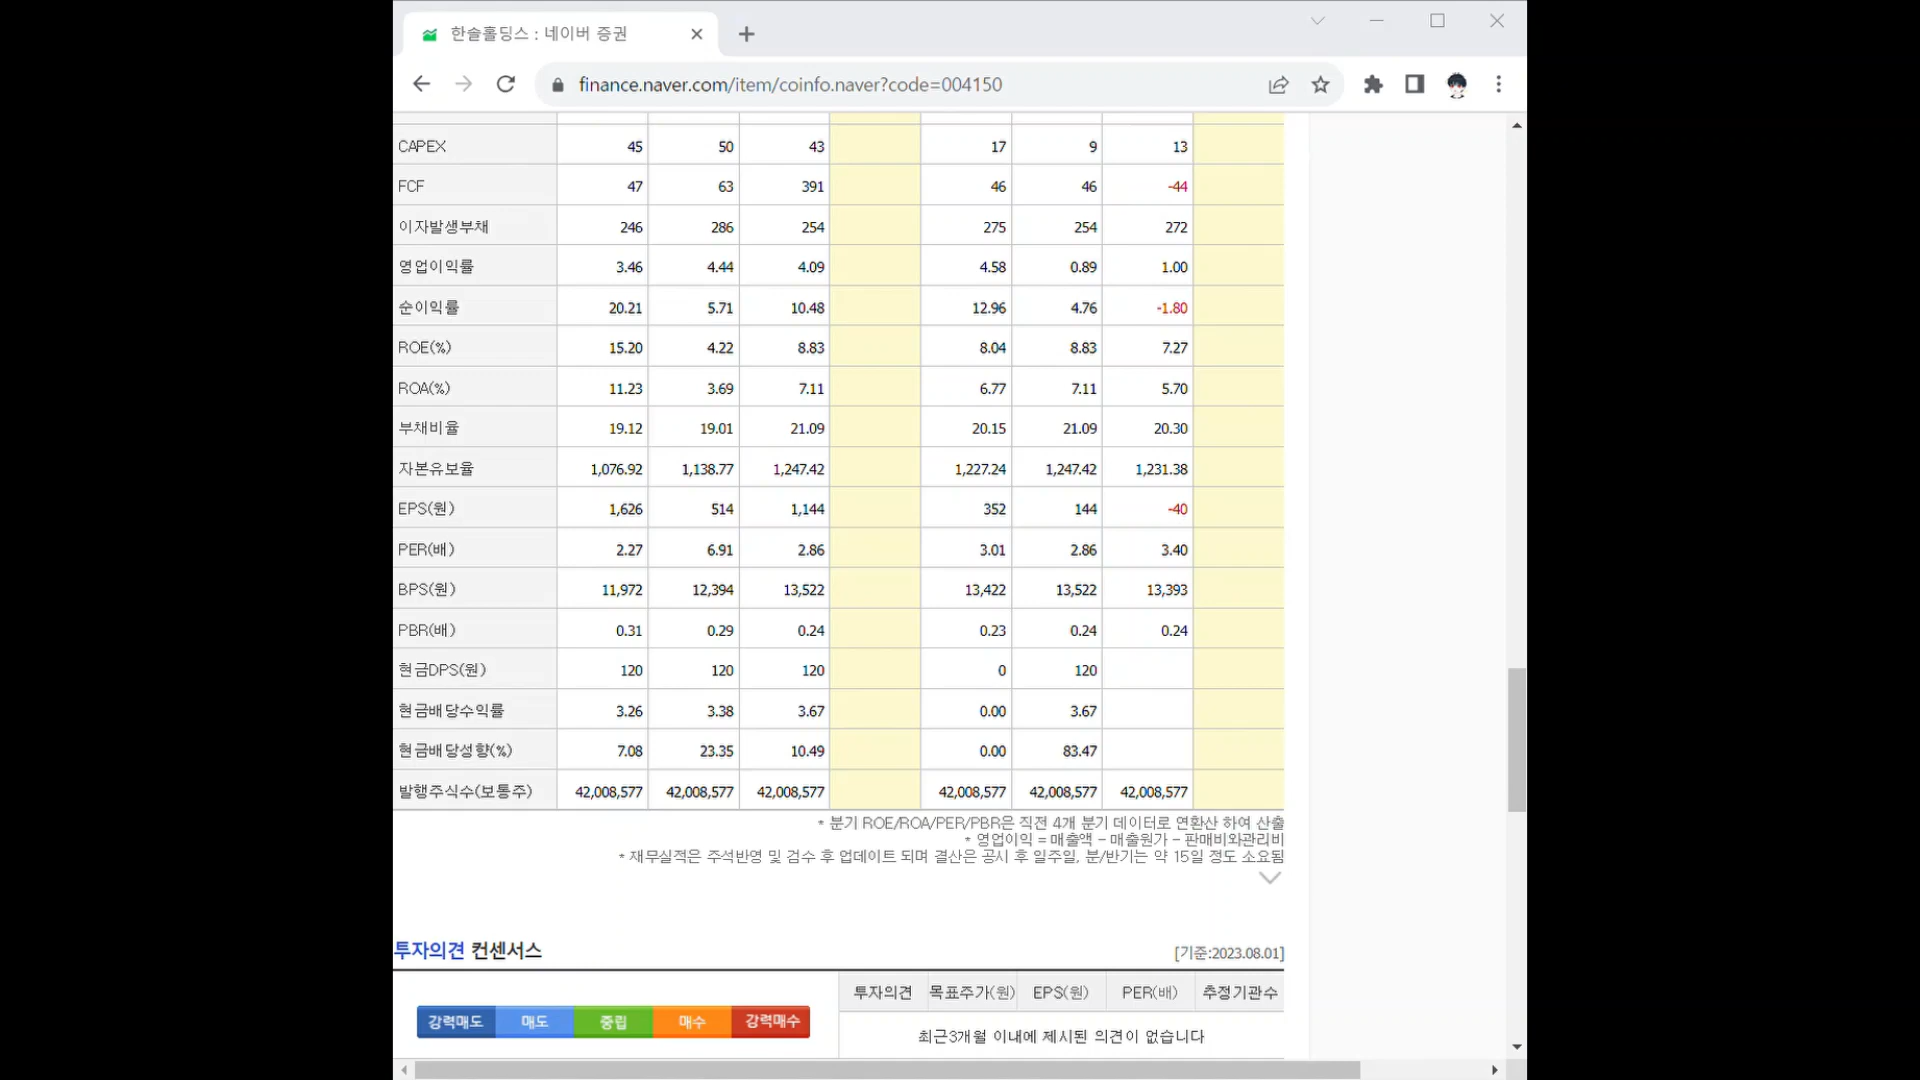 한솔홀딩스 : 네이버 증권
finance.naver.com/item/coinfo.naver?code=004150
CAPEX 45 50 43 17 9 13
FCF 47 63 391 46 46 -44
이자발생부채 246 286 254 275 254 272
영업이익률 3.46 4.44 4.09 4.58 0.89 1.00
순이익률 20.21 5.71 10.48 12.96 4.76 -1.80
ROE(%) 15.20 4.22 8.83 8.04 8.83 7.27
ROA(%) 11.23 3.69 7.11 6.77 7.11 5.70
부채비율 19.12 19.01 21.09 20.15 21.09 20.30
자본유보율 1,076.92 1,138.77 1,247.42 1,227.24 1,247.42 1,231.38
EPS(원) 1,626 514 1,144 352 144 -40
PER(배) 2.27 6.91 2.86 3.01 2.86 3.40
BPS(원) 11,972 12,394 13,522 13,422 13,522 13,393
PBR(배) 0.31 0.29 0.24 0.23 0.24 0.24
현금DPS(원) 120 120 120 0 120
현금배당수익률 3.26 3.38 3.67 0.00 3.67
현금배당성향(%) 7.08 23.35 10.49 0.00 83.47
발행주식수(보통주) 42,008,577 42,008,577 42,008,577 42,008,577 42,008,577 42,008,577
* 분기 ROE/ROA/PER/PBR은 직전 4개 분기 데이터로 연환산 하여 산출
* 영업이익 = 매출액 - 매출원가 - 판매비와관리비
* 재무실적은 주석반영 및 검수 후 업데이트 되며 결산은 공시 후 일주일, 분/반기는 약 15일 정도 소요됨
투자의견 컨센서스 [기준:2023.08.01]
투자의견 목표주가(원) EPS(원) PER(배) 추정기관수
강력매도 매도 중립 매수 강력매수
최근3개월 이내에 제시된 의견이 없습니다